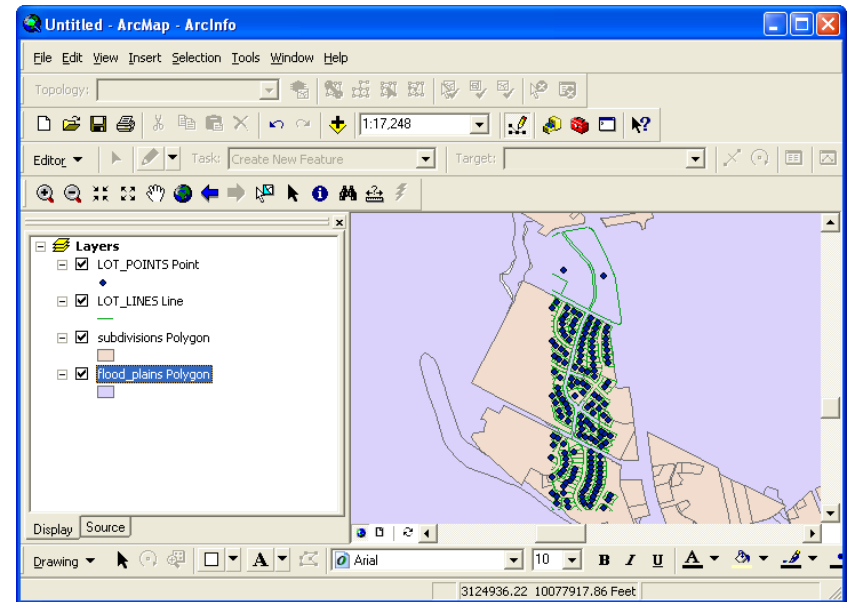 Untitled - ArcMap - ArcInfo
File Edit View Insert Selection Tools Window Help
Topology:
1:17,248
Editor Task: Create New Feature Target:
Layers
LOT_POINTS Point
LOT_LINES Line
subdivisions Polygon
flood_plains Polygon
Display Source
Drawing A Arial 10 B I U A
3124936.22 10077917.86 Feet